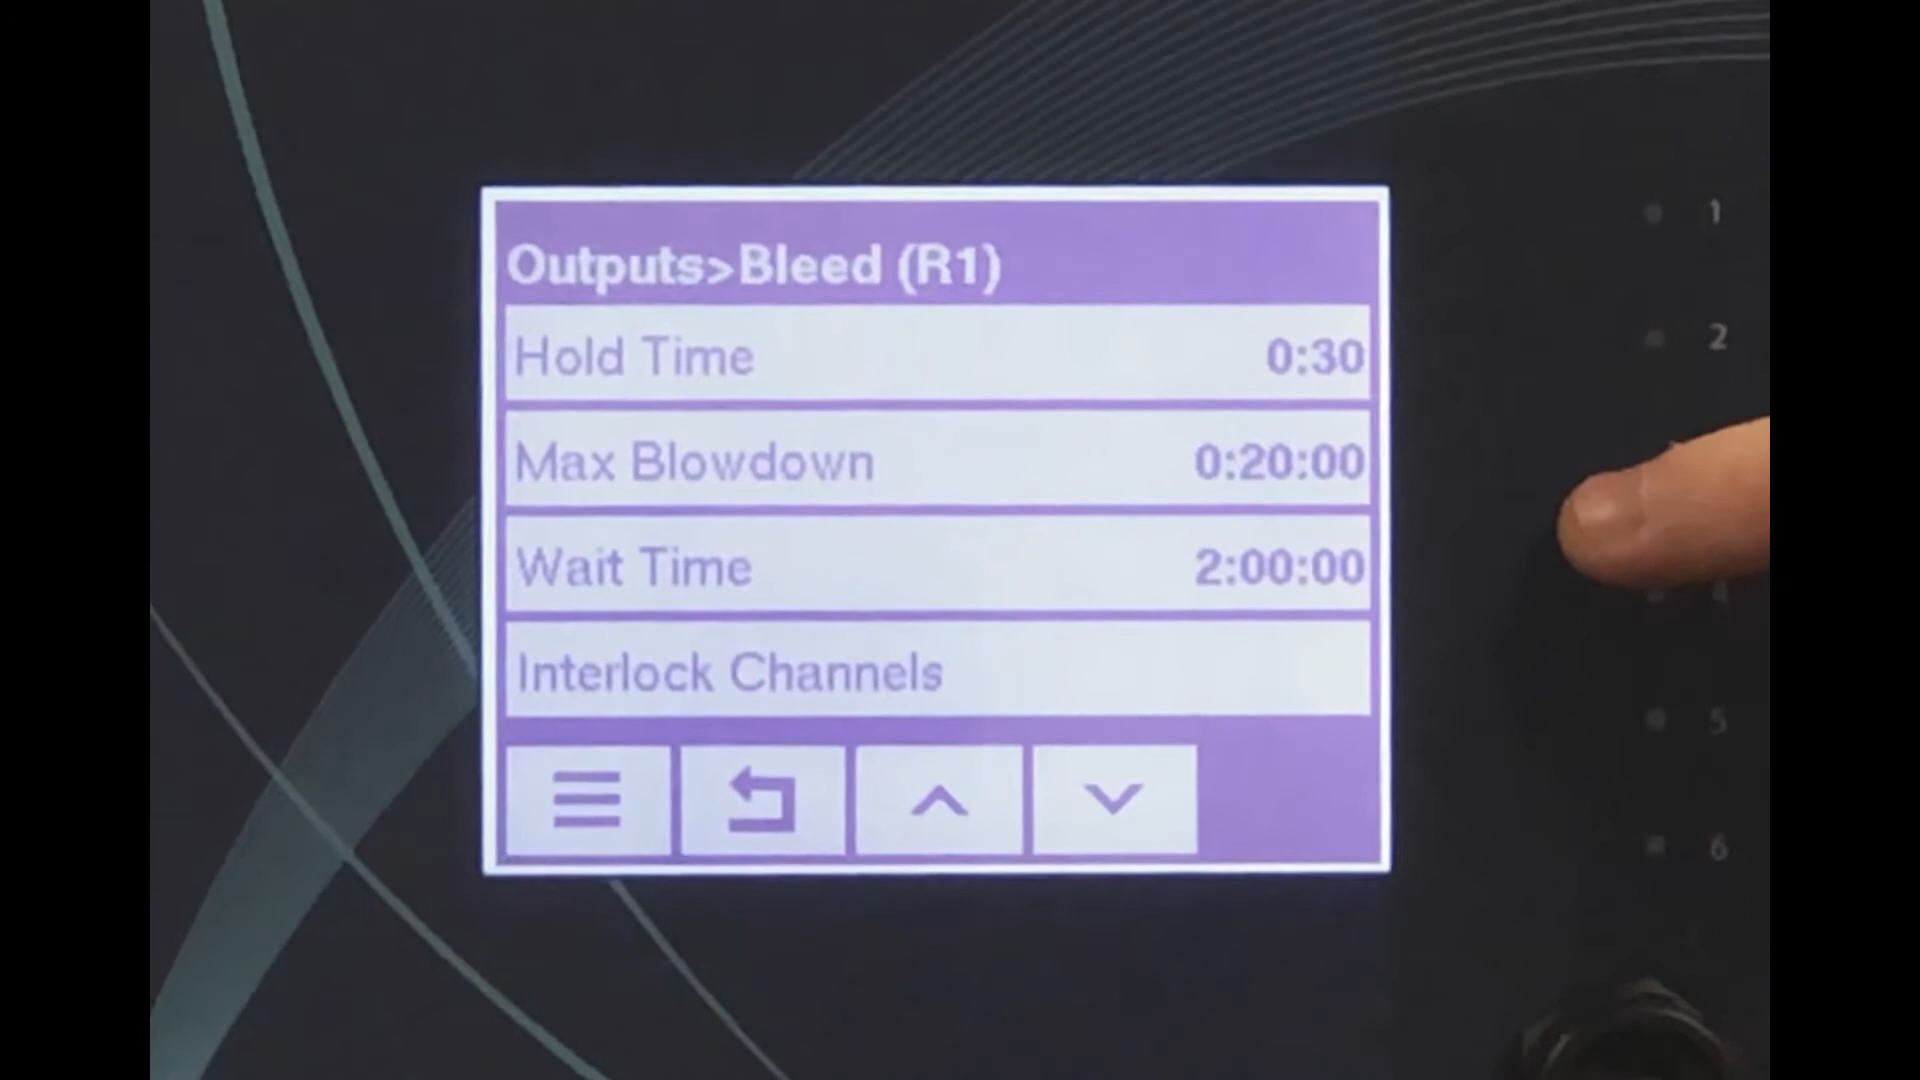 Outputs>Bleed (R1)
Hold Time 0:30
Max Blowdown 0:20:00
Wait Time 2:00:00
Interlock Channels
1
2
4
5
6